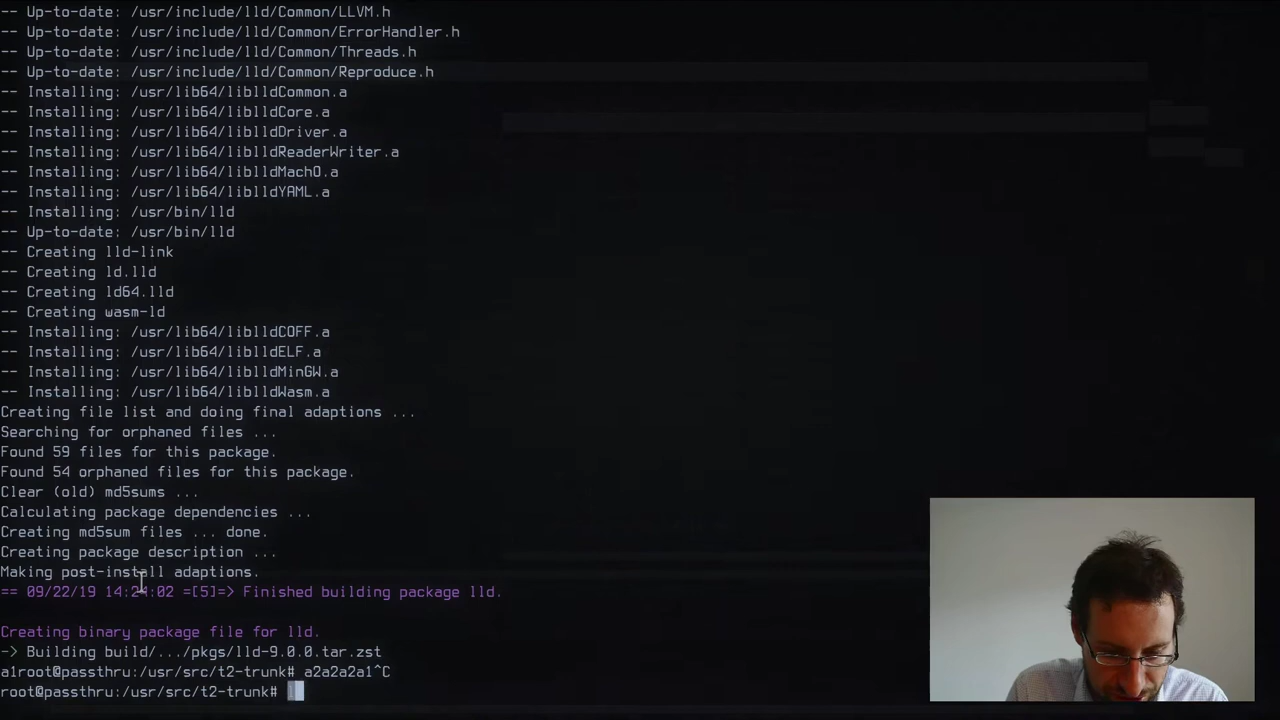 -- Up-to-date: /usr/include/lld/Common/LLVM.h
-- Up-to-date: /usr/include/lld/Common/ErrorHandler.h
-- Up-to-date: /usr/include/lld/Common/Threads.h
-- Up-to-date: /usr/include/lld/Common/Reproduce.h
-- Installing: /usr/lib64/liblldCommon.a
-- Installing: /usr/lib64/liblldCore.a
-- Installing: /usr/lib64/liblldDriver.a
-- Installing: /usr/lib64/liblldReaderWriter.a
-- Installing: /usr/lib64/liblldMachO.a
-- Installing: /usr/lib64/liblldYAML.a
-- Installing: /usr/bin/lld
-- Up-to-date: /usr/bin/lld
-- Creating lld-link
-- Creating ld.lld
-- Creating ld64.lld
-- Creating wasm-ld
-- Installing: /usr/lib64/liblldCOFF.a
-- Installing: /usr/lib64/liblldELF.a
-- Installing: /usr/lib64/liblldMinGW.a
-- Installing: /usr/lib64/liblldWasm.a
Creating file list and doing final adaptions ...
Searching for orphaned files ...
Found 59 files for this package.
Found 54 orphaned files for this package.
Clear (old) md5sums ...
Calculating package dependencies ...
Creating md5sum files ... done.
Creating package description ...
Making post-install adaptions.
== 09/22/19 14:24:02 =[5]=> Finished building package lld.
Creating binary package file for lld.
-> Building build/.../pkgs/lld-9.0.0.tar.zst
a1root@passthru:/usr/src/t2-trunk# a2a2a2a1^C
root@passthru:/usr/src/t2-trunk#